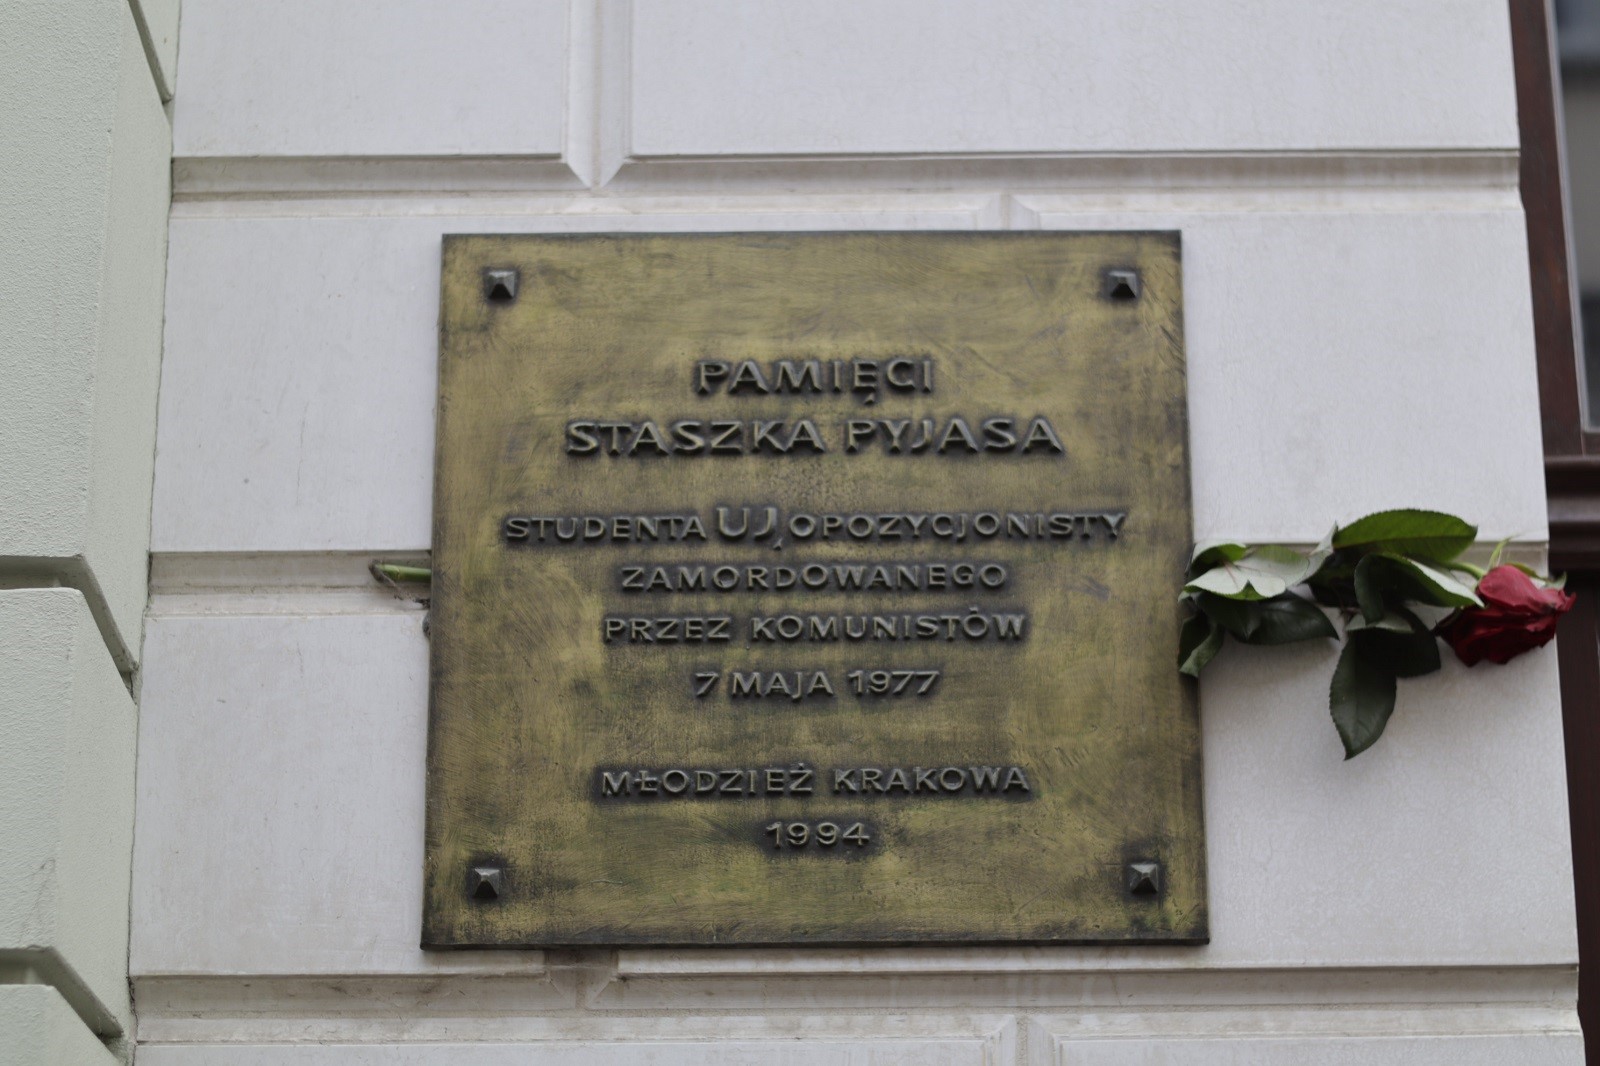 PAMIĘCI
STASZKA PYJASA
STUDENTA UJ, OPOZYCJONISTY
ZAMORDOWANEGO
PRZEZ KOMUNISTÓW
7 MAJA 1977
MŁODZIEŻ KRAKOWA
1994